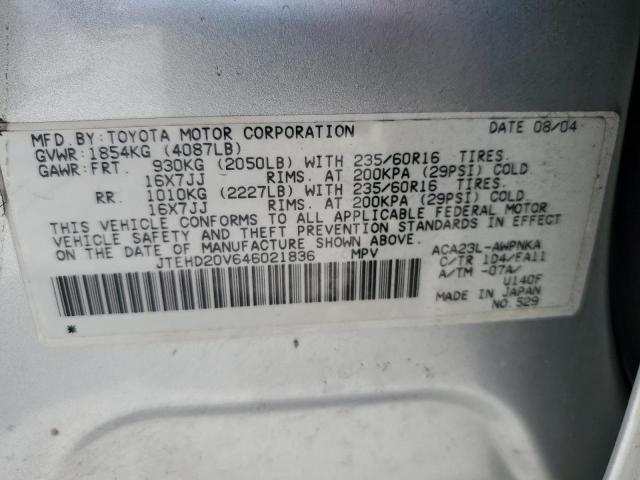 MFD. BY: TOYOTA MOTOR CORPORATION DATE 08/04
GVWR: 1854KG (4087LB)
GAWR: FRT. 930KG (2050LB) WITH 235/60R16 TIRES.
16X7JJ RIMS. AT 200KPA (29PSI) COLD
RR. 1010KG (2227LB) WITH 235/60R16 TIRES.
16X7JJ RIMS. AT 200KPA (29PSI) COLD.
THIS VEHICLE CONFORMS TO ALL APPLICABLE FEDERAL MOTOR
VEHICLE SAFETY AND THEFT PREVENTION STANDARDS IN EFFECT
ON THE DATE OF MANUFACTURE SHOWN ABOVE.
JTEHD20V646021836 MPV
ACA23L-AWPNKA
C/TR 1D4/FA11
A/TM -07A/
U140F
MADE IN JAPAN
NO. 529